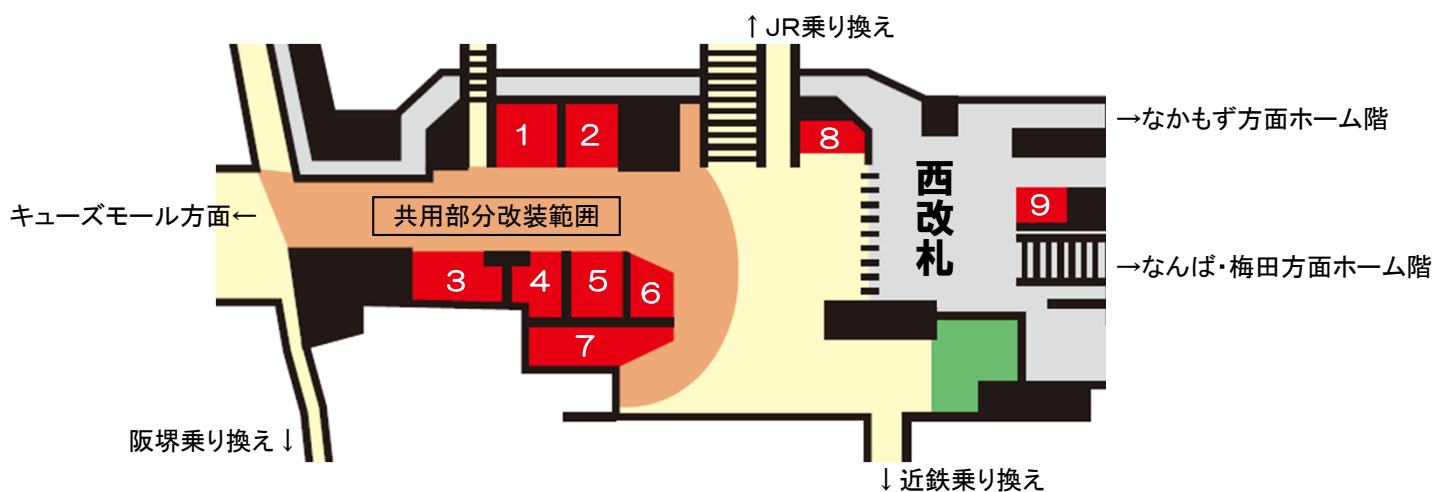 ↑JR乗り換え
1
2
8
→なかもず方面ホーム階
西改札
9
キューズモール方面←
共用部分改装範囲
3
4
5
6
→なんば・梅田方面ホーム階
7
阪堺乗り換え↓
↓近鉄乗り換え